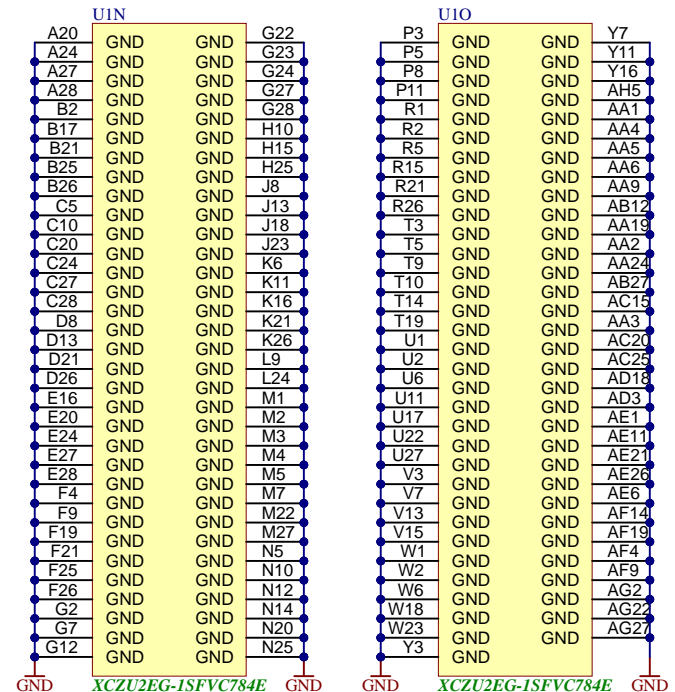 U1N U1O
A20 GND GND G22 P3 GND GND Y7
A24 GND GND G23 P5 GND GND Y11
A27 GND GND G24 P8 GND GND Y16
A28 GND GND G27 P11 GND GND AH5
B2 GND GND G28 R1 GND GND AA1
B17 GND GND H10 R2 GND GND AA4
B21 GND GND H15 R5 GND GND AA5
B25 GND GND H25 R15 GND GND AA6
B26 GND GND J8 R21 GND GND AA9
C5 GND GND J13 R26 GND GND AB12
C10 GND GND J18 T3 GND GND AA19
C20 GND GND J23 T5 GND GND AA2
C24 GND GND K6 T9 GND GND AA24
C27 GND GND K11 T10 GND GND AB27
C28 GND GND K16 T14 GND GND AC15
D8 GND GND K21 T19 GND GND AA3
D13 GND GND K26 U1 GND GND AC20
D21 GND GND L9 U2 GND GND AC25
D26 GND GND L24 U6 GND GND AD18
E16 GND GND M1 U11 GND GND AD3
E20 GND GND M2 U17 GND GND AE1
E24 GND GND M3 U22 GND GND AE11
E27 GND GND M4 U27 GND GND AE21
E28 GND GND M5 V3 GND GND AE26
F4 GND GND M7 V7 GND GND AE6
F9 GND GND M22 V13 GND GND AF14
F19 GND GND M27 V15 GND GND AF19
F21 GND GND N5 W1 GND GND AF4
F25 GND GND N10 W2 GND GND AF9
F26 GND GND N12 W6 GND GND AG2
G2 GND GND N14 W18 GND GND AG22
G7 GND GND N20 W23 GND GND AG27
G12 GND GND N25 Y3 GND
GND XCZU2EG-1SFVC784E GND GND XCZU2EG-1SFVC784E GND